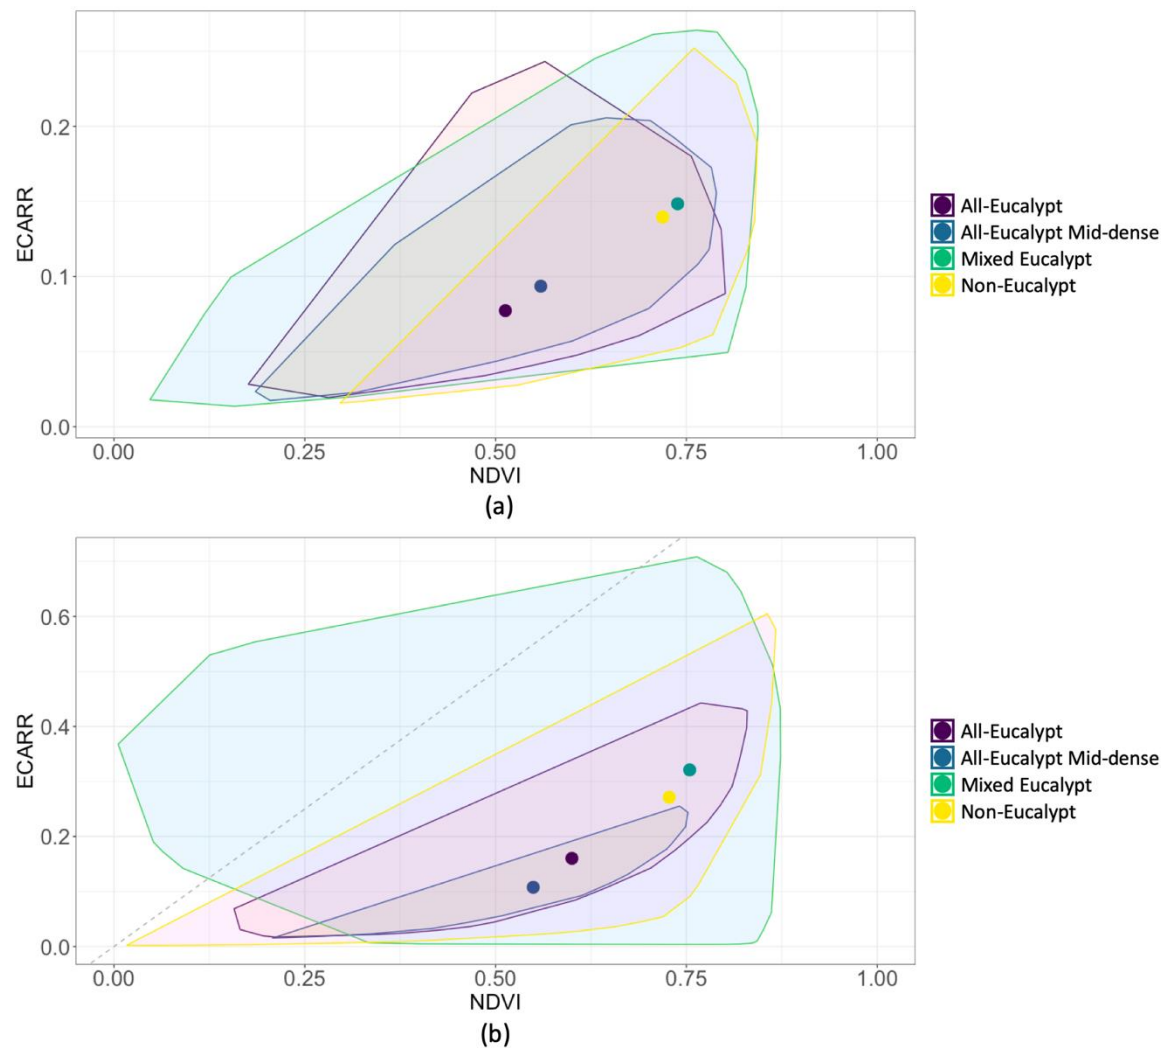 ECARR
0.2
0.1
0.0
0.00 0.25 0.50 0.75 1.00
NDVI
(a)
All-Eucalypt
All-Eucalypt Mid-dense
Mixed Eucalypt
Non-Eucalypt
ECARR
0.6
0.4
0.2
0.0
0.00 0.25 0.50 0.75 1.00
NDVI
(b)
All-Eucalypt
All-Eucalypt Mid-dense
Mixed Eucalypt
Non-Eucalypt